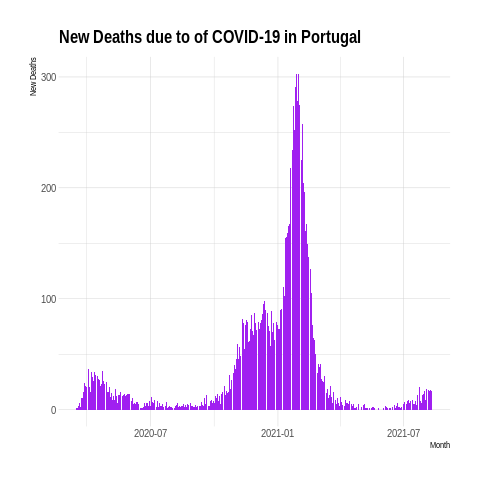 New Deaths due to of COVID-19 in Portugal
New Deaths
300
200
100
0
2020-07
2021-01
2021-07
Month